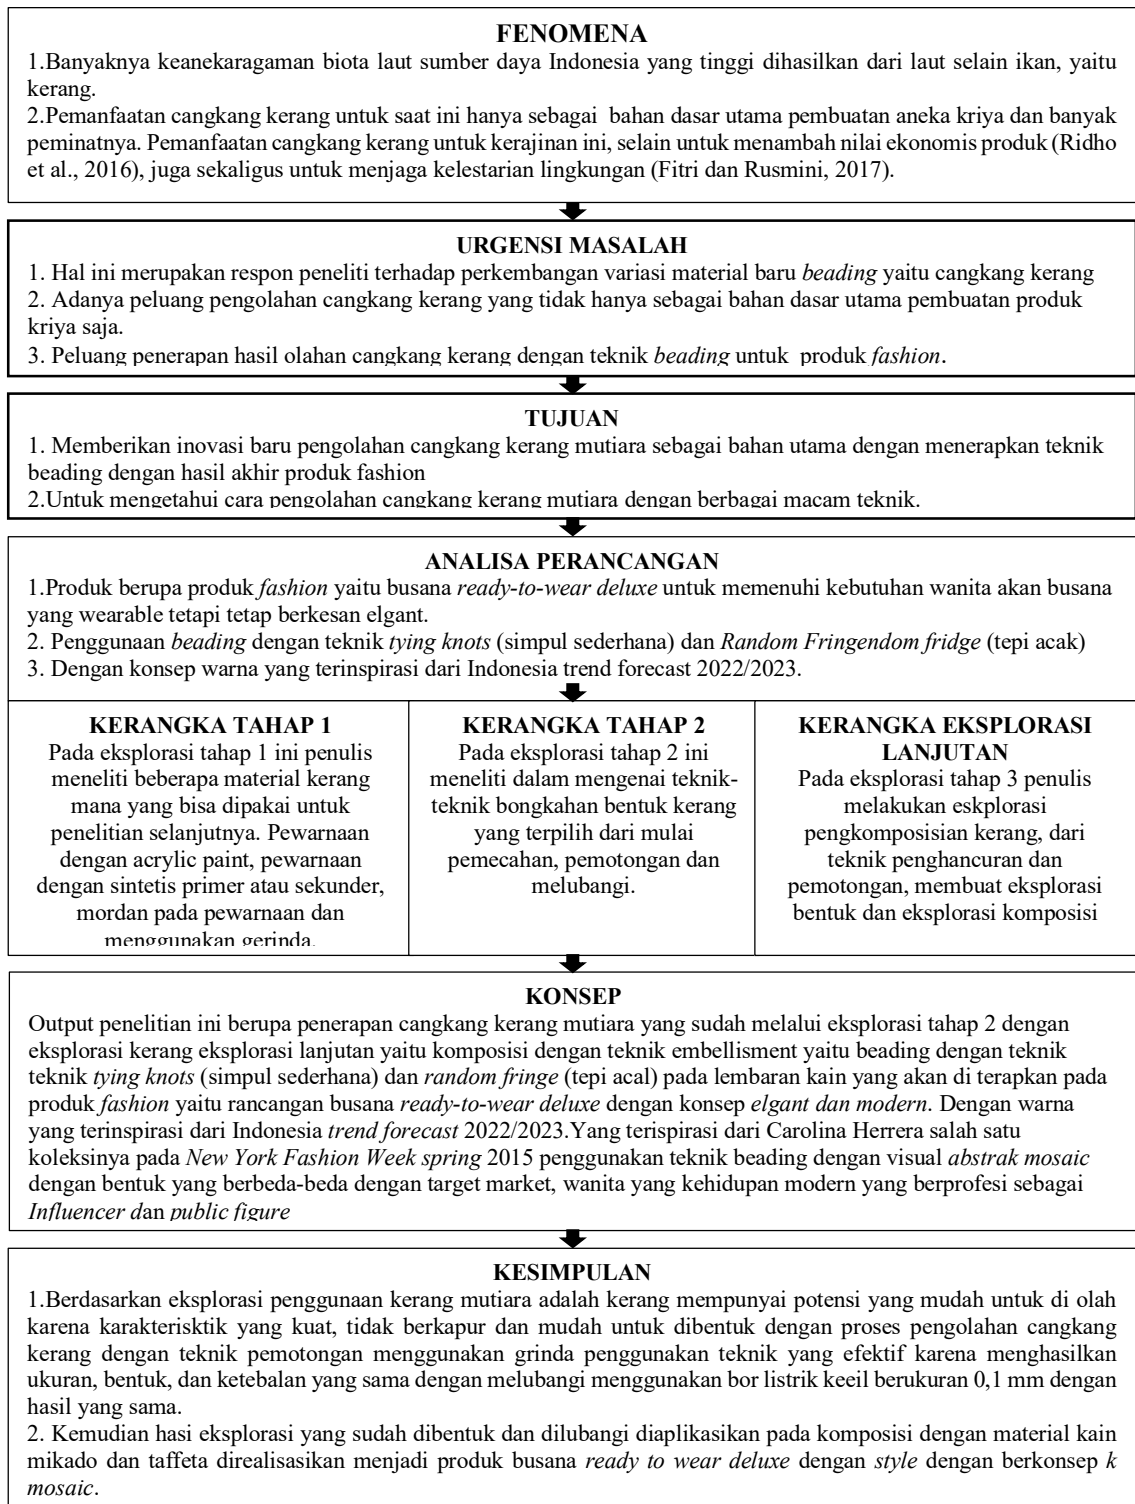 FENOMENA
1.Banyaknya keanekaragaman biota laut sumber daya Indonesia yang tinggi dihasilkan dari laut selain ikan, yaitu
kerang.
2.Pemanfaatan cangkang kerang untuk saat ini hanya sebagai bahan dasar utama pembuatan aneka kriya dan banyak
peminatnya. Pemanfaatan cangkang kerang untuk kerajinan ini, selain untuk menambah nilai ekonomis produk (Ridho
et al., 2016), juga sekaligus untuk menjaga kelestarian lingkungan (Fitri dan Rusmini, 2017).
URGENSI MASALAH
1. Hal ini merupakan respon peneliti terhadap perkembangan variasi material baru beading yaitu cangkang kerang
2. Adanya peluang pengolahan cangkang kerang yang tidak hanya sebagai bahan dasar utama pembuatan produk
kriya saja.
3. Peluang penerapan hasil olahan cangkang kerang dengan teknik beading untuk produk fashion.
TUJUAN
1. Memberikan inovasi baru pengolahan cangkang kerang mutiara sebagai bahan utama dengan menerapkan teknik
beading dengan hasil akhir produk fashion
2.Untuk mengetahui cara pengolahan cangkang kerang mutiara dengan berbagai macam teknik.
ANALISA PERANCANGAN
1.Produk berupa produk fashion yaitu busana ready-to-wear deluxe untuk memenuhi kebutuhan wanita akan busana
yang wearable tetapi tetap berkesan elgant.
2. Penggunaan beading dengan teknik tying knots (simpul sederhana) dan Random Fringendom fridge (tepi acak)
3. Dengan konsep warna yang terinspirasi dari Indonesia trend forecast 2022/2023.
KERANGKA TAHAP 1
Pada eksplorasi tahap 1 ini penulis
meneliti beberapa material kerang
mana yang bisa dipakai untuk
penelitian selanjutnya. Pewarnaan
dengan acrylic paint, pewarnaan
dengan sintetis primer atau sekunder,
mordan pada pewarnaan dan
menggunakan gerinda.
KERANGKA TAHAP 2
Pada eksplorasi tahap 2 ini
meneliti dalam mengenai teknik-
teknik bongkahan bentuk kerang
yang terpilih dari mulai
pemecahan, pemotongan dan
melubangi.
KERANGKA EKSPLORASI
LANJUTAN
Pada eksplorasi tahap 3 penulis
melakukan eskplorasi
pengkomposisian kerang, dari
teknik penghancuran dan
pemotongan, membuat eksplorasi
bentuk dan eksplorasi komposisi
KONSEP
Output penelitian ini berupa penerapan cangkang kerang mutiara yang sudah melalui eksplorasi tahap 2 dengan
eksplorasi kerang eksplorasi lanjutan yaitu komposisi dengan teknik embellisment yaitu beading dengan teknik
teknik tying knots (simpul sederhana) dan random fringe (tepi acal) pada lembaran kain yang akan di terapkan pada
produk fashion yaitu rancangan busana ready-to-wear deluxe dengan konsep elgant dan modern. Dengan warna
yang terinspirasi dari Indonesia trend forecast 2022/2023.Yang terispirasi dari Carolina Herrera salah satu
koleksinya pada New York Fashion Week spring 2015 penggunakan teknik beading dengan visual abstrak mosaic
dengan bentuk yang berbeda-beda dengan target market, wanita yang kehidupan modern yang berprofesi sebagai
Influencer dan public figure
KESIMPULAN
1.Berdasarkan eksplorasi penggunaan kerang mutiara adalah kerang mempunyai potensi yang mudah untuk di olah
karena karakterisktik yang kuat, tidak berkapur dan mudah untuk dibentuk dengan proses pengolahan cangkang
kerang dengan teknik pemotongan menggunakan grinda penggunakan teknik yang efektif karena menghasilkan
ukuran, bentuk, dan ketebalan yang sama dengan melubangi menggunakan bor listrik keeil berukuran 0,1 mm dengan
hasil yang sama.
2. Kemudian hasi eksplorasi yang sudah dibentuk dan dilubangi diaplikasikan pada komposisi dengan material kain
mikado dan taffeta direalisasikan menjadi produk busana ready to wear deluxe dengan style dengan berkonsep k
mosaic.